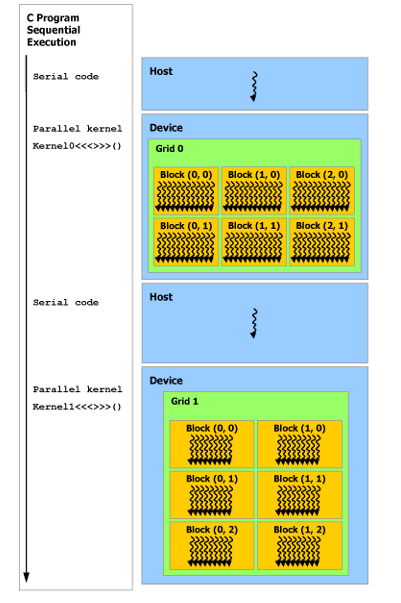 C Program
Sequential
Execution
Serial code
Host
Parallel kernel
Kernel0<<<>>>()
Device
Grid 0
Block (0, 0) Block (1, 0) Block (2, 0)
Block (0, 1) Block (1, 1) Block (2, 1)
Serial code
Host
Parallel kernel
Kernel1<<<>>>()
Device
Grid 1
Block (0, 0) Block (1, 0)
Block (0, 1) Block (1, 1)
Block (0, 2) Block (1, 2)